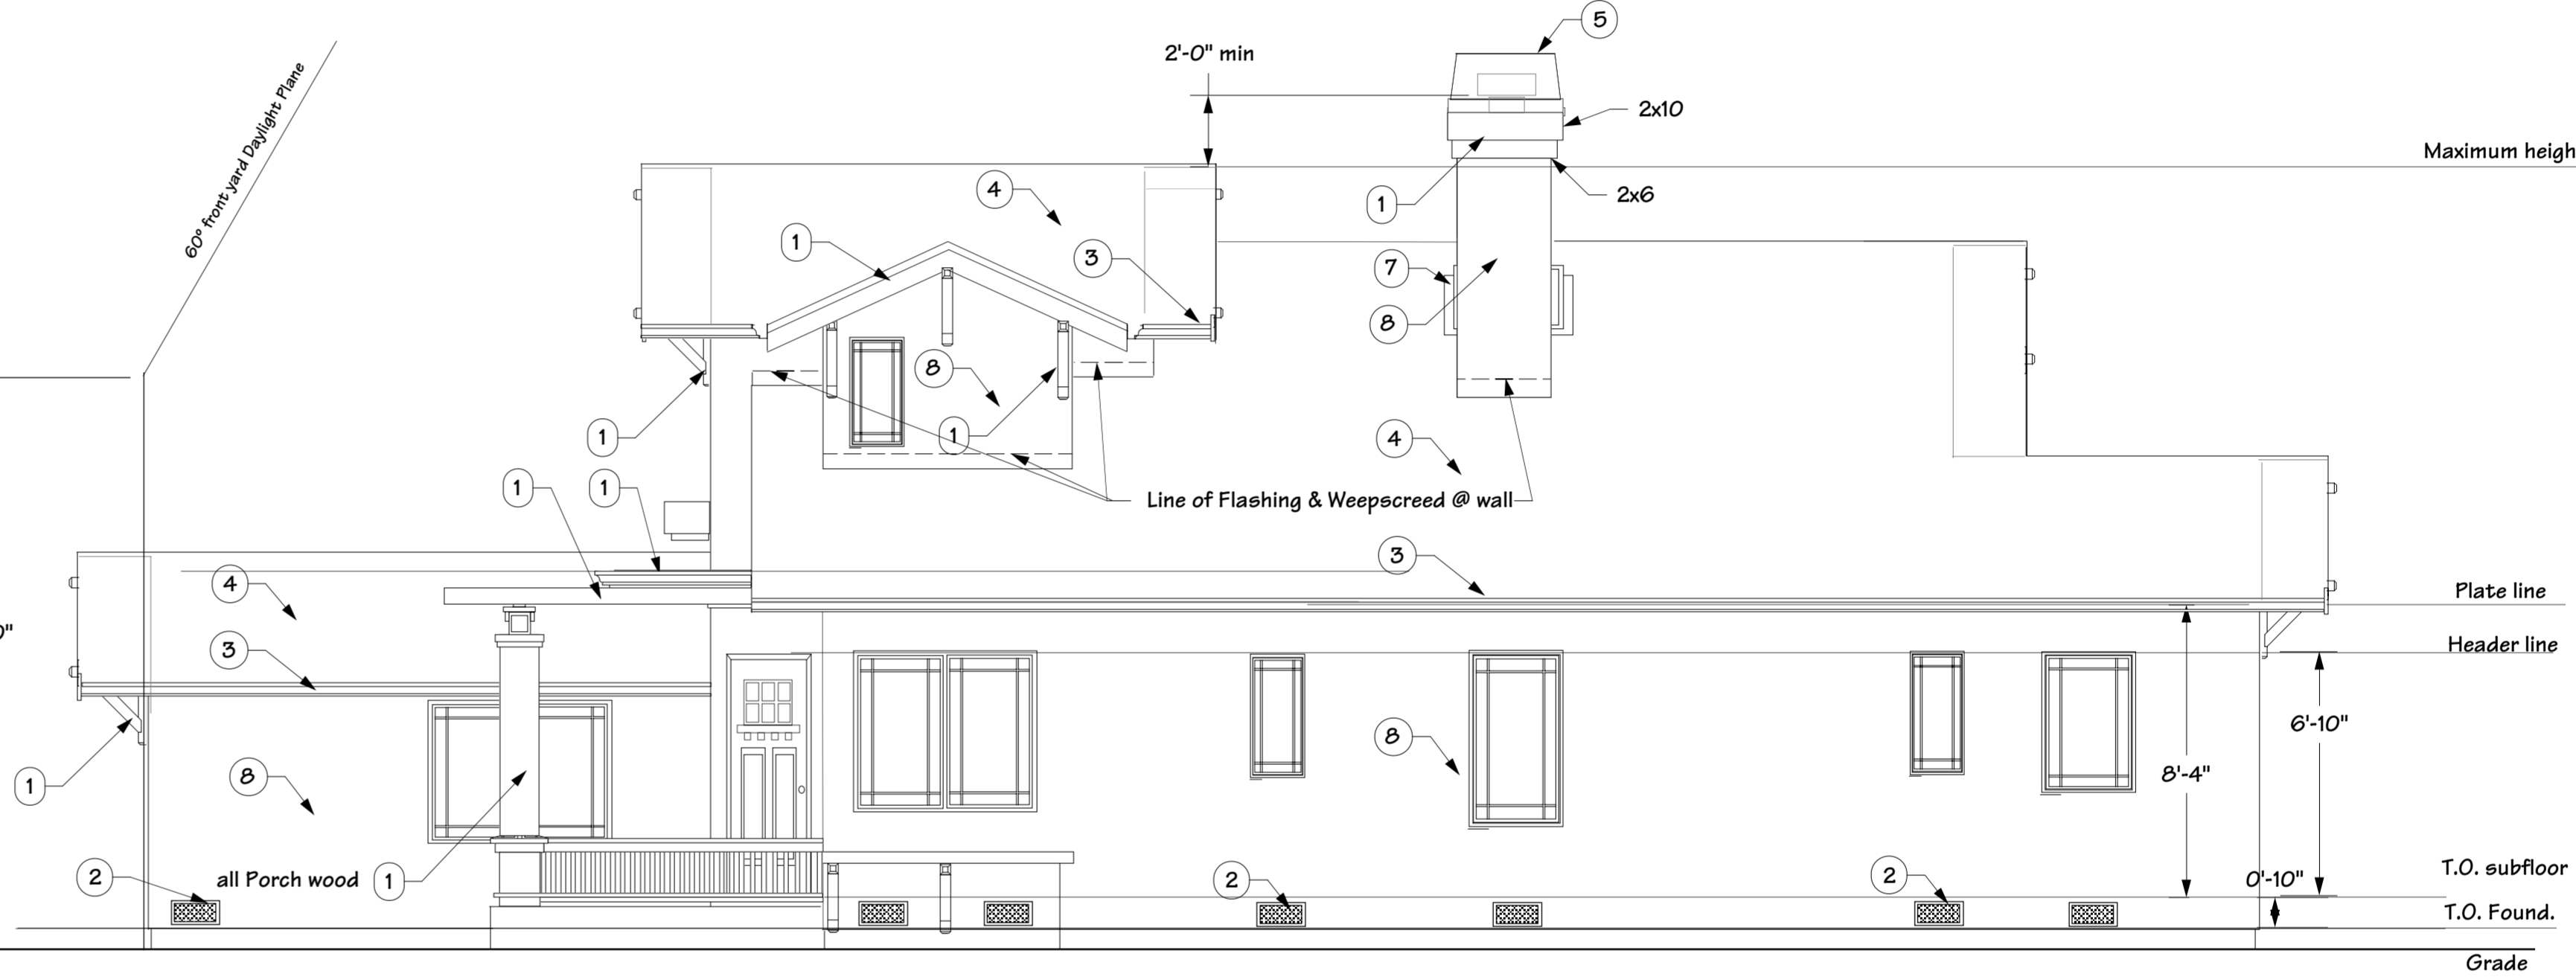 5
2'-0" min
2x10
60° front yard Daylight Plane
Maximum heigh
4
1
2x6
1
3
7
8
8
1
1
4
1
1
Line of Flashing & Weepscreed @ wall
3
4
Plate line
0"
3
Header line
6'-10"
8
8'-4"
8
1
2
all Porch wood
1
2
2
0'-10"
T.O. subfloor
T.O. Found.
Grade